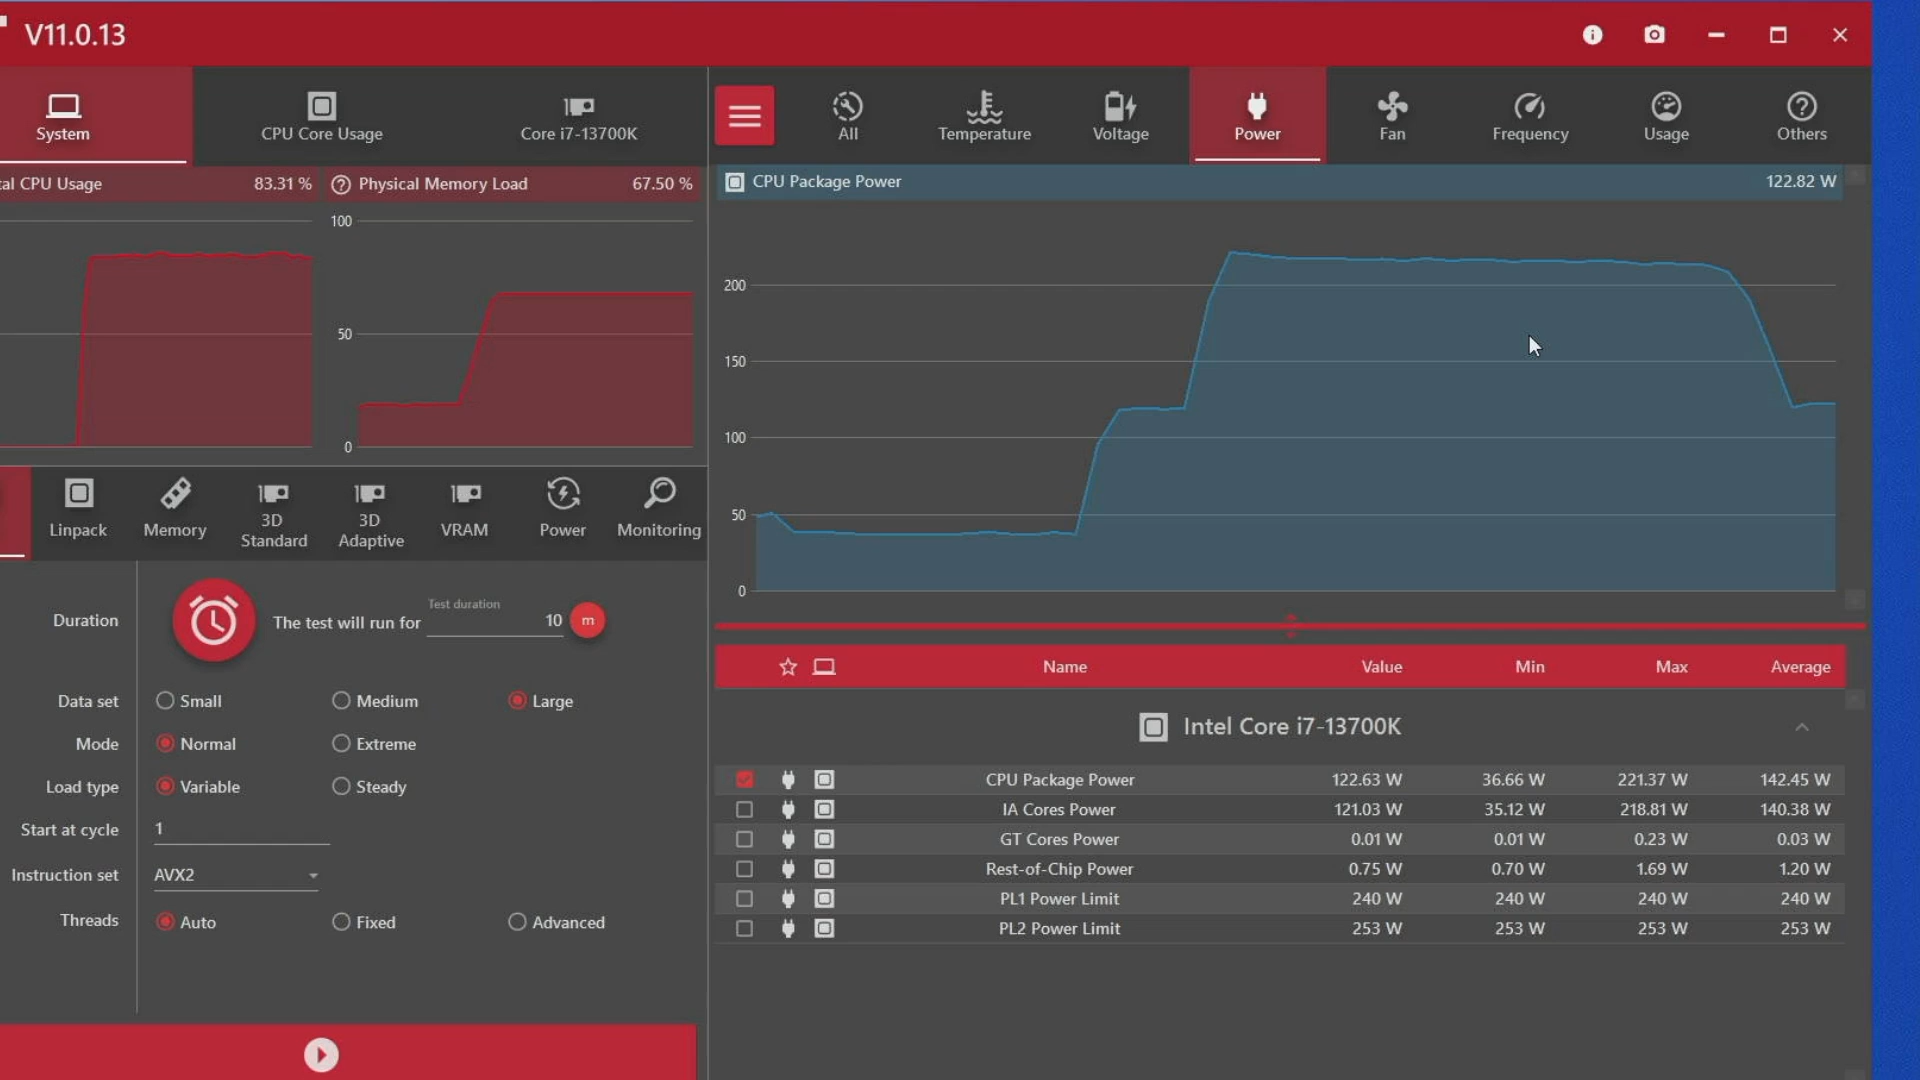 V11.0.13
System
CPU Core Usage
Core i7-13700K
All
Temperature
Voltage
Power
Fan
Frequency
Usage
Others
al CPU Usage 83.31 %
Physical Memory Load 67.50 %
100
50
0
CPU Package Power 122.82 W
200
150
100
50
0
Linpack
Memory
3D
Standard
3D
Adaptive
VRAM
Power
Monitoring
Duration
The test will run for
Test duration
10 m
Data set Small Medium Large
Mode Normal Extreme
Load type Variable Steady
Start at cycle 1
Instruction set AVX2
Threads Auto Fixed Advanced
Name Value Min Max Average
Intel Core i7-13700K
CPU Package Power 122.63 W 36.66 W 221.37 W 142.45 W
IA Cores Power 121.03 W 35.12 W 218.81 W 140.38 W
GT Cores Power 0.01 W 0.01 W 0.23 W 0.03 W
Rest-of-Chip Power 0.75 W 0.70 W 1.69 W 1.20 W
PL1 Power Limit 240 W 240 W 240 W 240 W
PL2 Power Limit 253 W 253 W 253 W 253 W